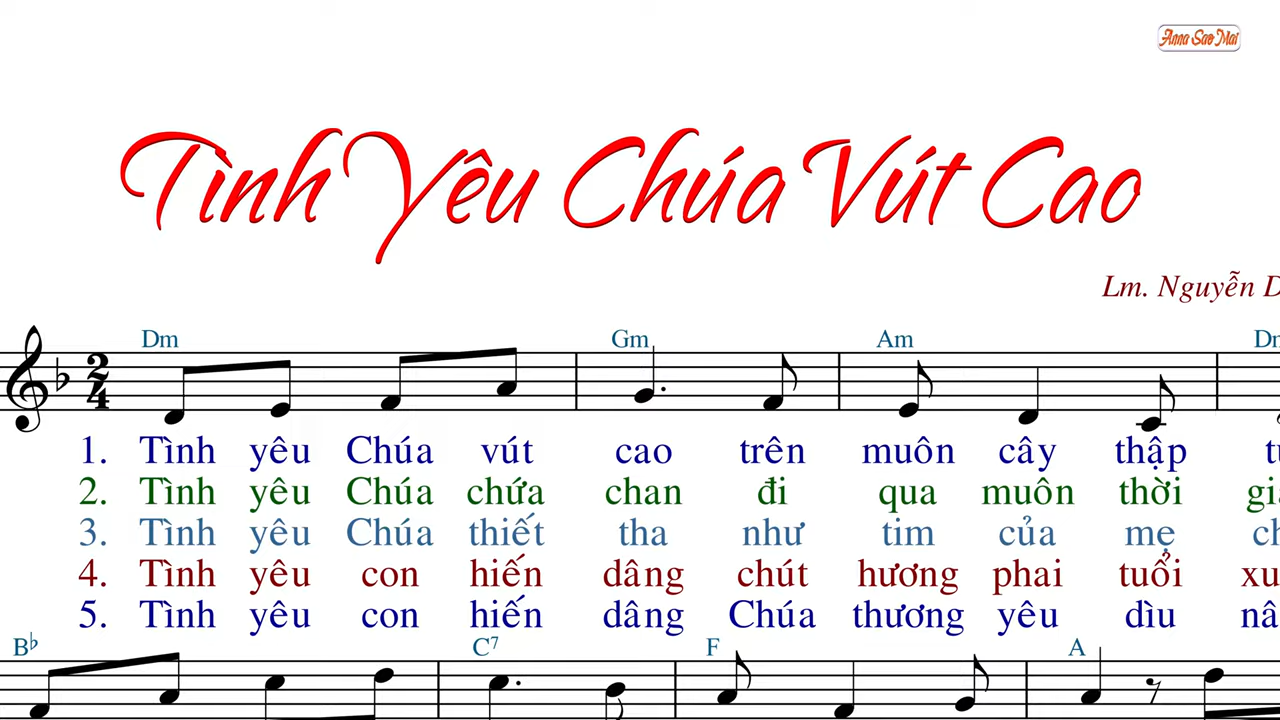 Anna Sao Mai
Tình Yêu Chúa Vút Cao
Lm. Nguyễn D
Dm Gm Am
2
4
1. Tình yêu Chúa vút cao trên muôn cây thập
2. Tình yêu Chúa chứa chan đi qua muôn thời
3. Tình yêu Chúa thiết tha như tim của mẹ
4. Tình yêu con hiến dâng chút hương phai tuổi
5. Tình yêu con hiến dâng Chúa thương yêu dìu
B♭ C7 F A